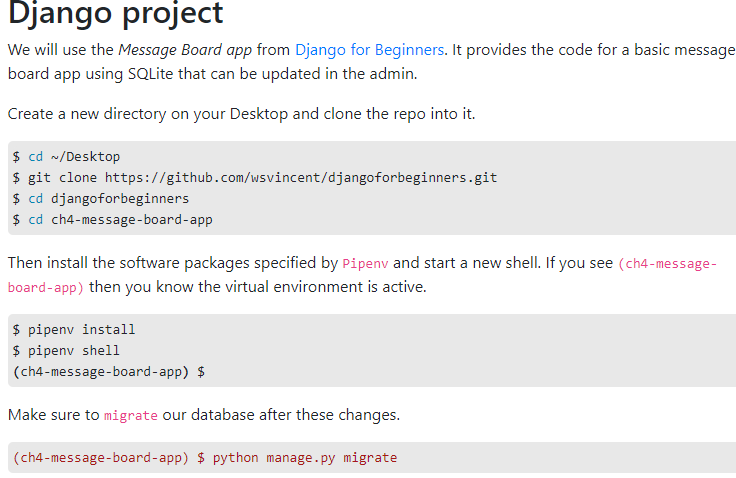 Django project
We will use the Message Board app from Django for Beginners. It provides the code for a basic message
board app using SQLite that can be updated in the admin.
Create a new directory on your Desktop and clone the repo into it.
$ cd ~/Desktop
$ git clone https://github.com/wsvincent/djangoforbeginners.git
$ cd djangoforbeginners
$ cd ch4-message-board-app
Then install the software packages specified by Pipenv and start a new shell. If you see (ch4-message-
board-app) then you know the virtual environment is active.
$ pipenv install
$ pipenv shell
(ch4-message-board-app) $
Make sure to migrate our database after these changes.
(ch4-message-board-app) $ python manage.py migrate